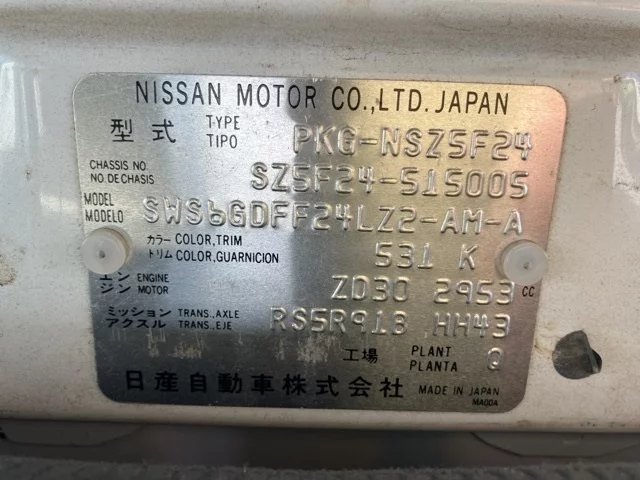 NISSAN MOTOR CO.,LTD. JAPAN
型式 TYPE TIPO PKG-NSZ5F24
CHASSIS NO. NO.DE CHASIS SZ5F24-515005
MODEL MODELO SWS6GDFF24LZ2-AM-A
カラー COLOR,TRIM トリム COLOR,GUARNICION 531 K
エンジン ENGINE MOTOR ZD30 2953 CC
ミッション TRANS.,AXLE アクスル TRANS.,EJE RS5R91B HH43
工場 PLANT PLANTA Q
日産自動車株式会社 MADE IN JAPAN
MA00A